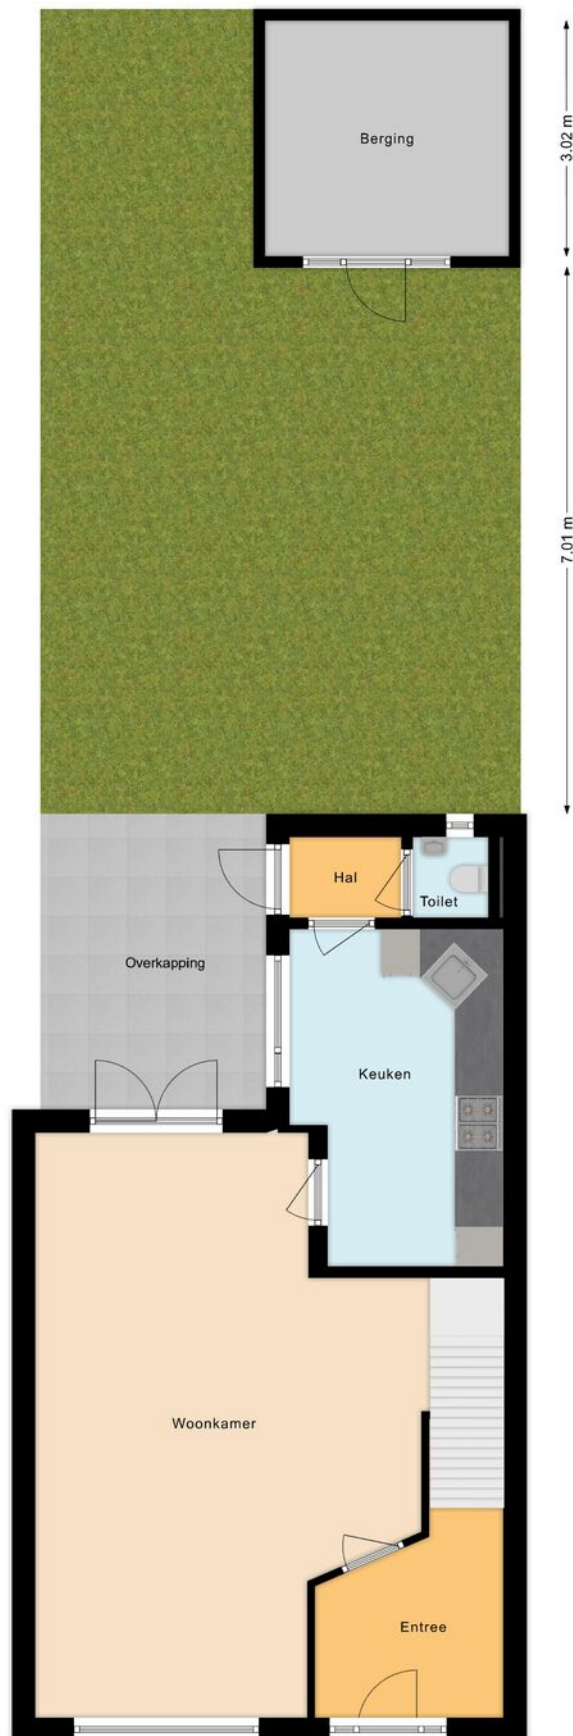 Berging
3.02 m
7.01 m
Hal
Toilet
Overkapping
Keuken
Woonkamer
Entree